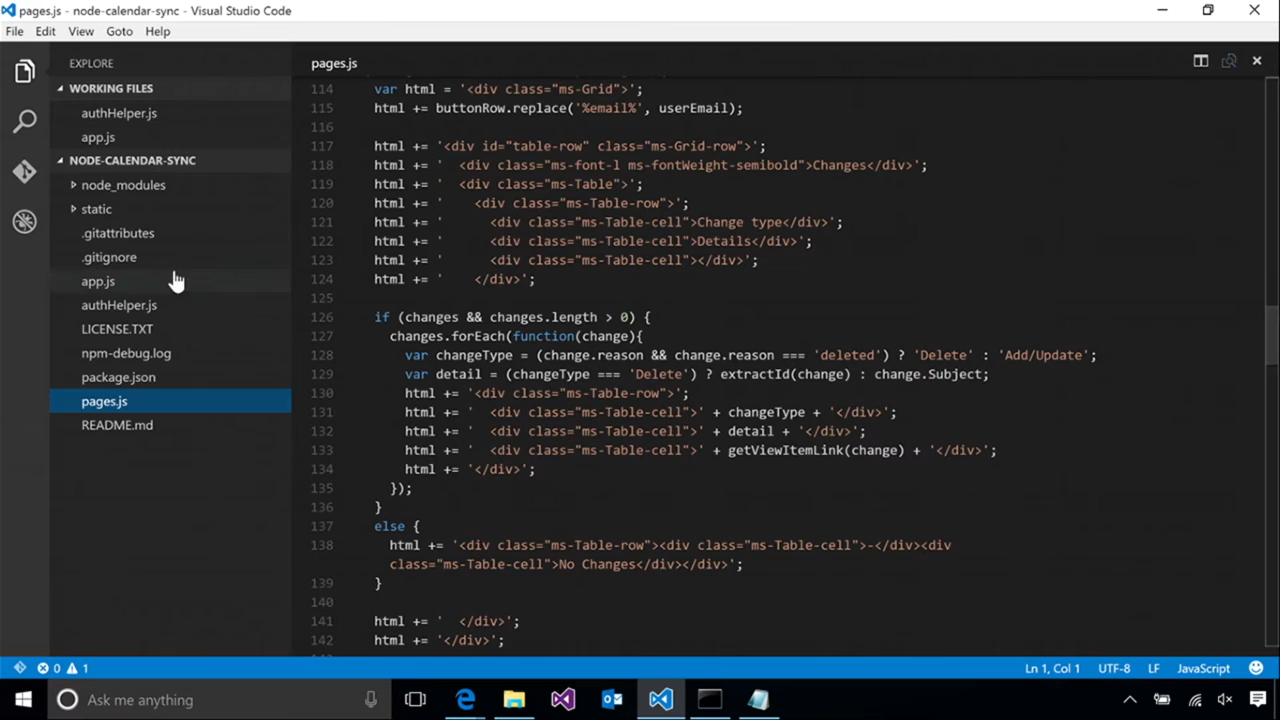 pages.js - node-calendar-sync - Visual Studio Code
File Edit View Goto Help
EXPLORE
WORKING FILES
authHelper.js
app.js
NODE-CALENDAR-SYNC
node_modules
static
.gitattributes
.gitignore
app.js
authHelper.js
LICENSE.TXT
npm-debug.log
package.json
pages.js
README.md
pages.js
114 var html = '<div class="ms-Grid">';
115 html += buttonRow.replace('%email%', userEmail);
116
117 html += '<div id="table-row" class="ms-Grid-row">';
118 html += '  <div class="ms-font-l ms-fontWeight-semibold">Changes</div>';
119 html += '  <div class="ms-Table">';
120 html += '    <div class="ms-Table-row">';
121 html += '      <div class="ms-Table-cell">Change type</div>';
122 html += '      <div class="ms-Table-cell">Details</div>';
123 html += '      <div class="ms-Table-cell"></div>';
124 html += '    </div>';
125
126 if (changes && changes.length > 0) {
127   changes.forEach(function(change){
128     var changeType = (change.reason && change.reason === 'deleted') ? 'Delete' : 'Add/Update';
129     var detail = (changeType === 'Delete') ? extractId(change) : change.Subject;
130     html += '<div class="ms-Table-row">';
131     html += '  <div class="ms-Table-cell">' + changeType + '</div>';
132     html += '  <div class="ms-Table-cell">' + detail + '</div>';
133     html += '  <div class="ms-Table-cell">' + getViewItemLink(change) + '</div>';
134     html += '</div>';
135   });
136 }
137 else {
138   html += '<div class="ms-Table-row"><div class="ms-Table-cell">-</div><div
class="ms-Table-cell">No Changes</div></div>';
139 }
140
141 html += '  </div>';
142 html += '</div>';
0 1
Ln 1, Col 1 UTF-8 LF JavaScript
Ask me anything